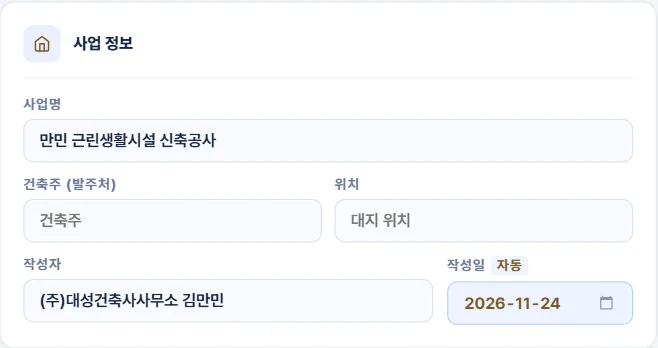 사업 정보
사업명
만민 근린생활시설 신축공사
건축주 (발주처) 위치
건축주 대지 위치
작성자 작성일 자동
(주)대성건축사사무소 김만민 2026-11-24